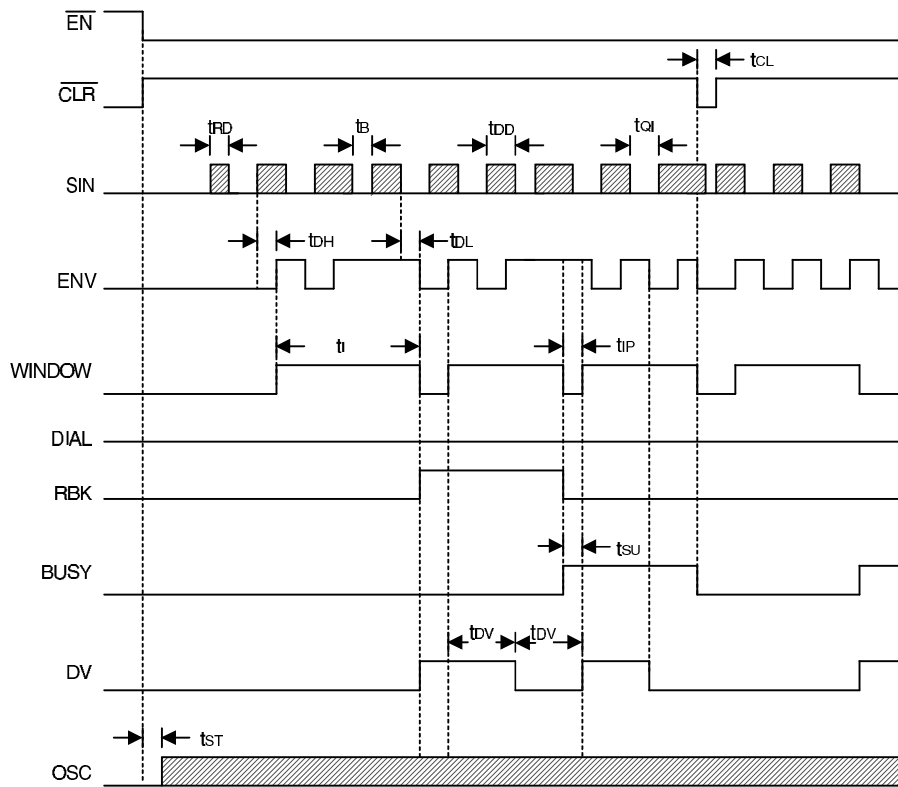 EN
tCL
CLR
tRD
tB
tDD
tQI
SIN
tDH
tDL
ENV
tI
tIP
WINDOW
DIAL
RBK
tSU
BUSY
tDV
tDV
DV
tST
OSC